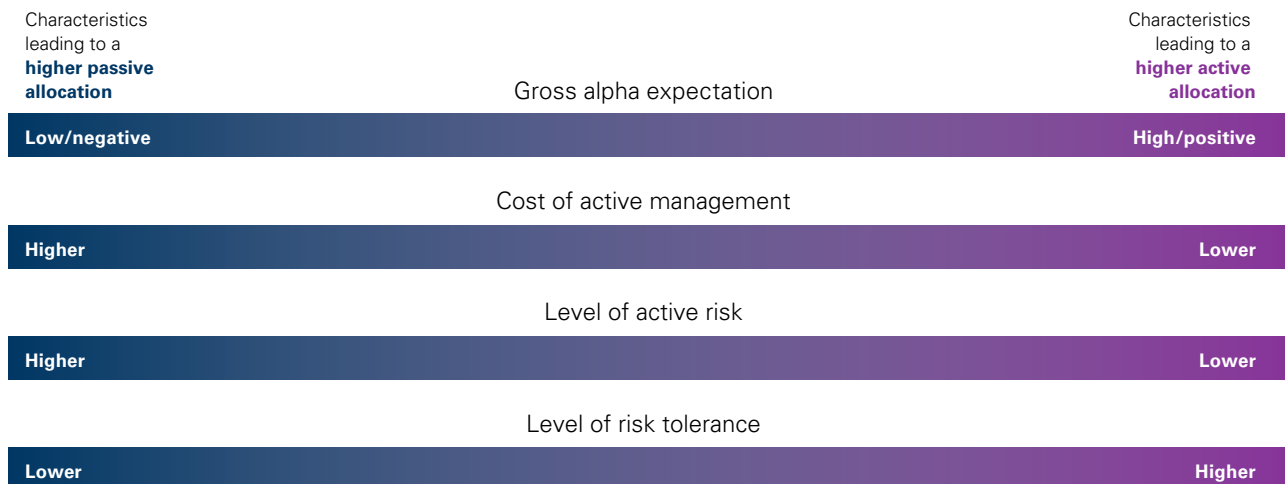 Characteristics
leading to a
higher passive
allocation
Characteristics
leading to a
higher active
allocation
Gross alpha expectation
Low/negative
High/positive
Cost of active management
Higher
Lower
Level of active risk
Higher
Lower
Level of risk tolerance
Lower
Higher